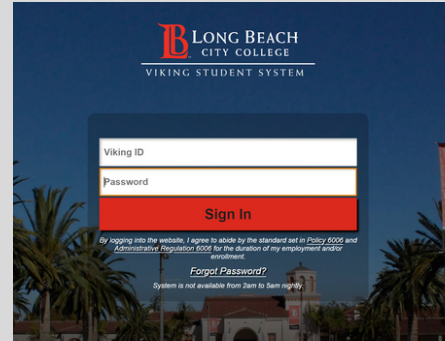 LB LONG BEACH
CITY COLLEGE
VIKING STUDENT SYSTEM
Viking ID
Password
Sign In
By logging into the website, I agree to abide by the standard set in Policy 6006 and
Administrative Regulation 6006 for the duration of my employment and/or
enrollment.
Forgot Password?
System is not available from 2am to 5am nightly.